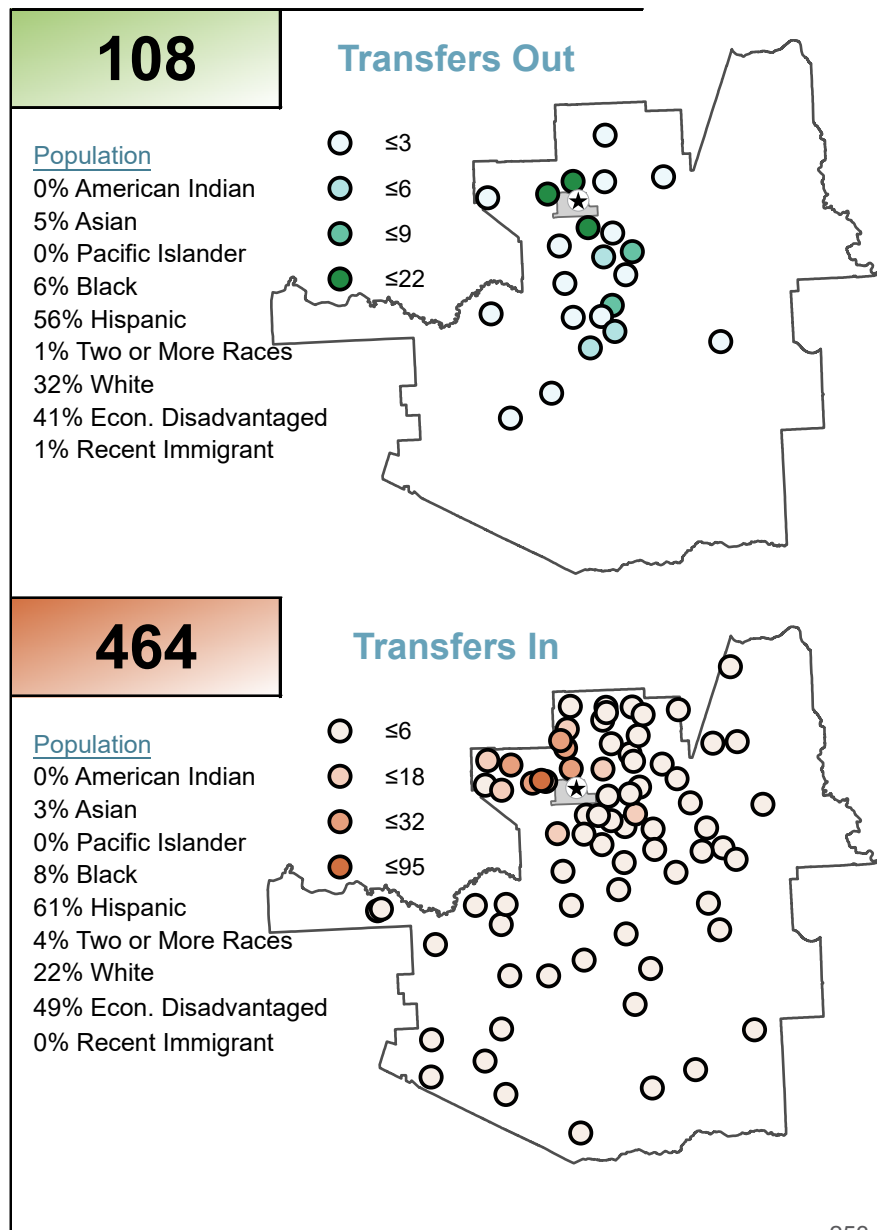 108
Transfers Out
Population
0% American Indian
5% Asian
0% Pacific Islander
6% Black
56% Hispanic
1% Two or More Races
32% White
41% Econ. Disadvantaged
1% Recent Immigrant
≤3
≤6
≤9
≤22
464
Transfers In
Population
0% American Indian
3% Asian
0% Pacific Islander
8% Black
61% Hispanic
4% Two or More Races
22% White
49% Econ. Disadvantaged
0% Recent Immigrant
≤6
≤18
≤32
≤95